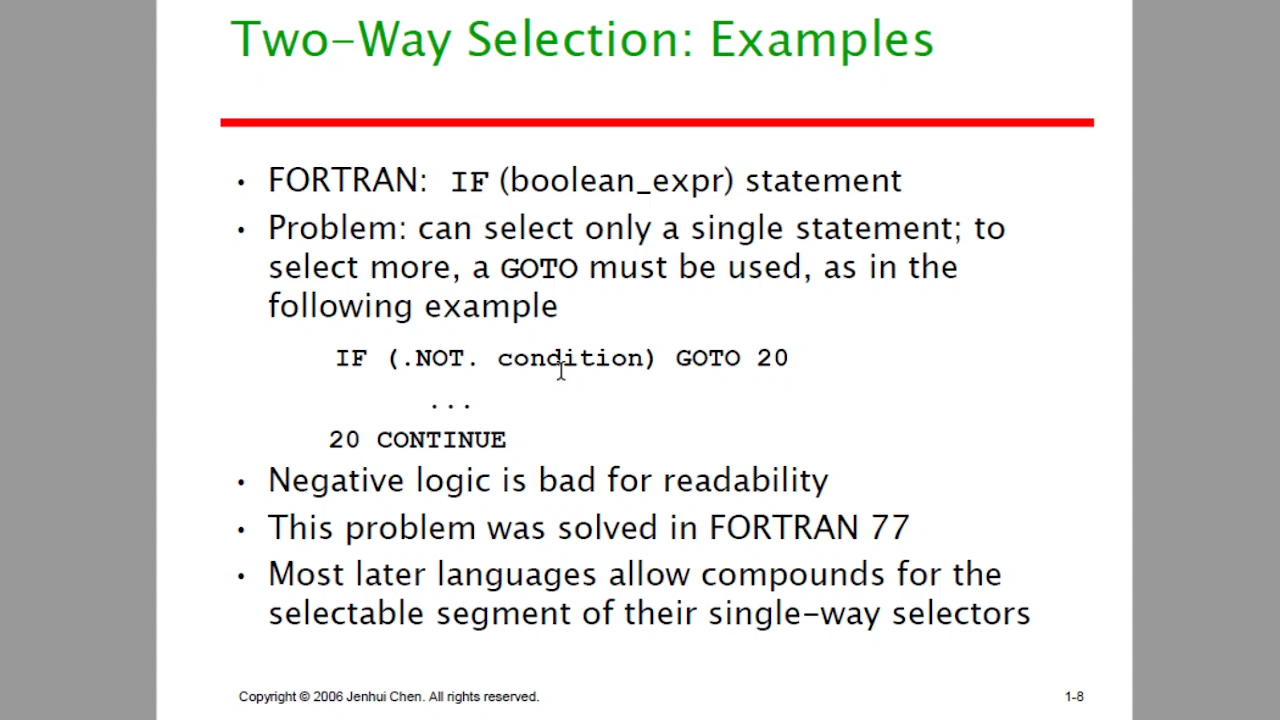 Two-Way Selection: Examples
• FORTRAN: IF (boolean_expr) statement
• Problem: can select only a single statement; to
select more, a GOTO must be used, as in the
following example
IF (.NOT. condition) GOTO 20
...
20 CONTINUE
• Negative logic is bad for readability
• This problem was solved in FORTRAN 77
• Most later languages allow compounds for the
selectable segment of their single-way selectors
Copyright © 2006 Jenhui Chen. All rights reserved.
1-8